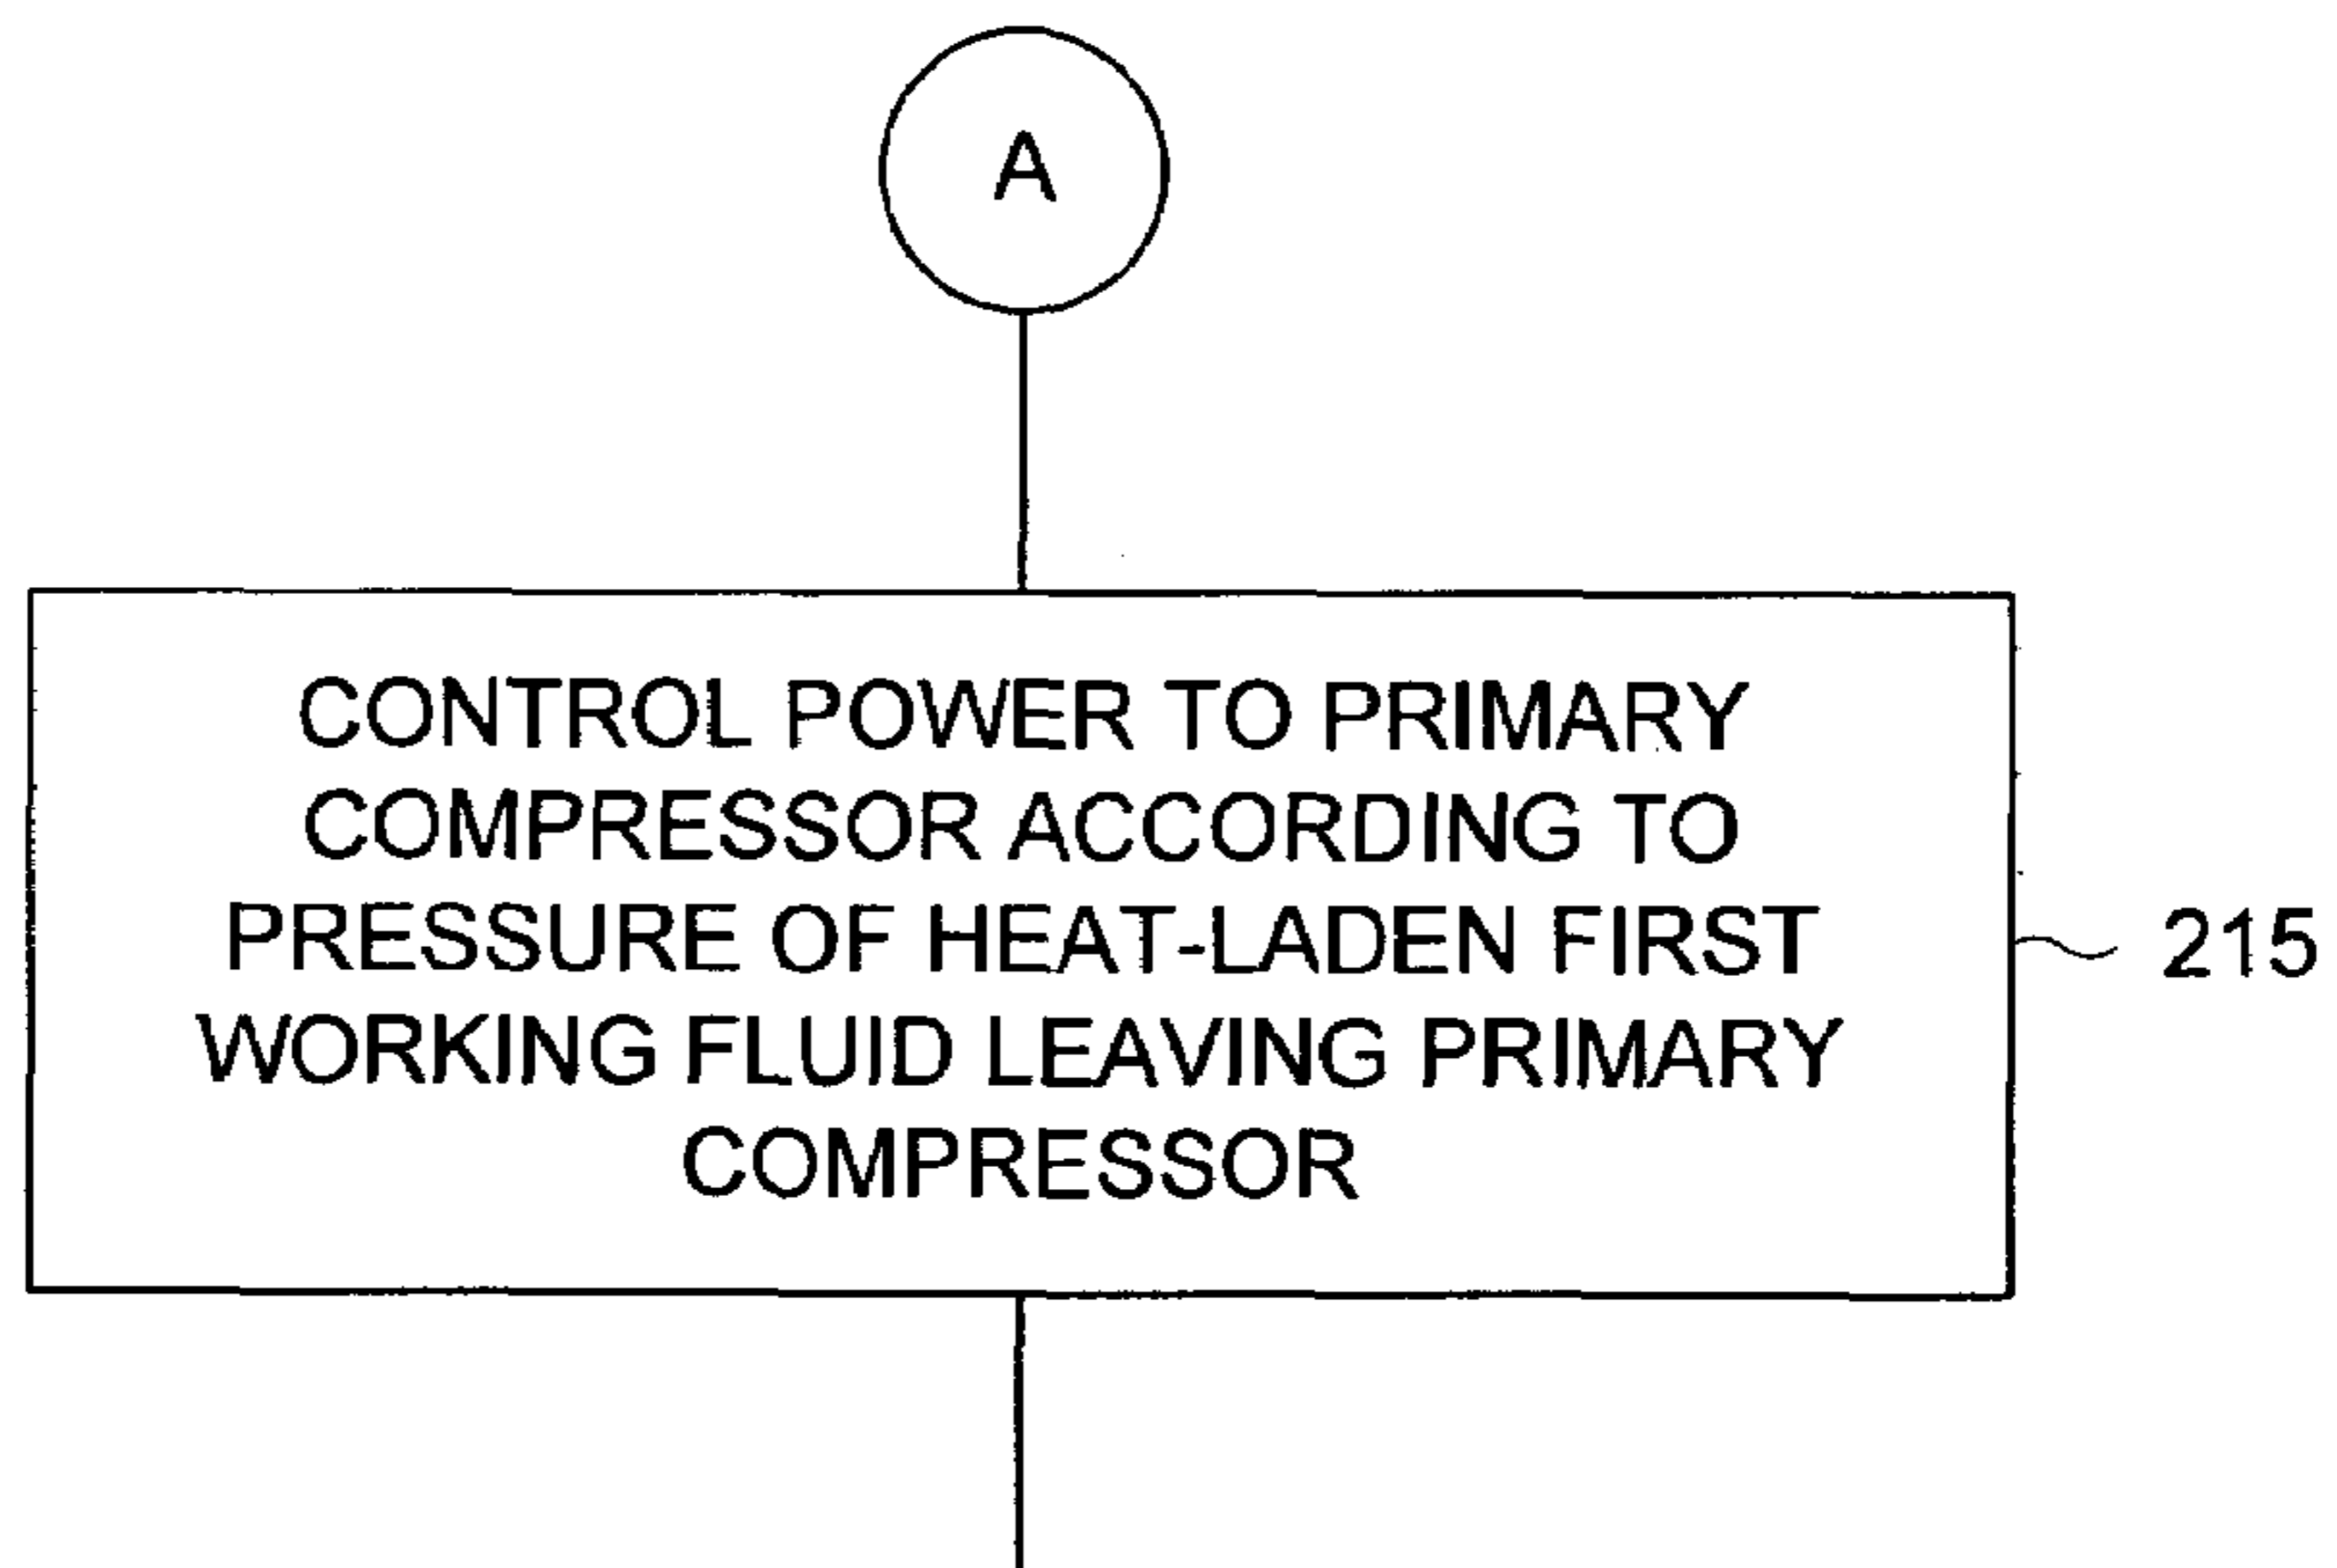 A
CONTROL POWER TO PRIMARY
COMPRESSOR ACCORDING TO
PRESSURE OF HEAT-LADEN FIRST
WORKING FLUID LEAVING PRIMARY
COMPRESSOR
215